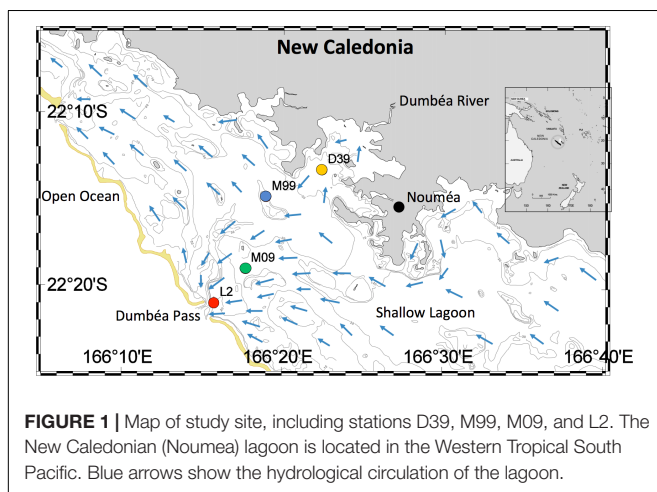 New Caledonia
Dumbéa River
22°10'S
D39
M99
Nouméa
Open Ocean
M09
22°20'S
L2
Dumbéa Pass
Shallow Lagoon
166°10'E 166°20'E 166°30'E 166°40'E
FIGURE 1 | Map of study site, including stations D39, M99, M09, and L2. The
New Caledonian (Noumea) lagoon is located in the Western Tropical South
Pacific. Blue arrows show the hydrological circulation of the lagoon.